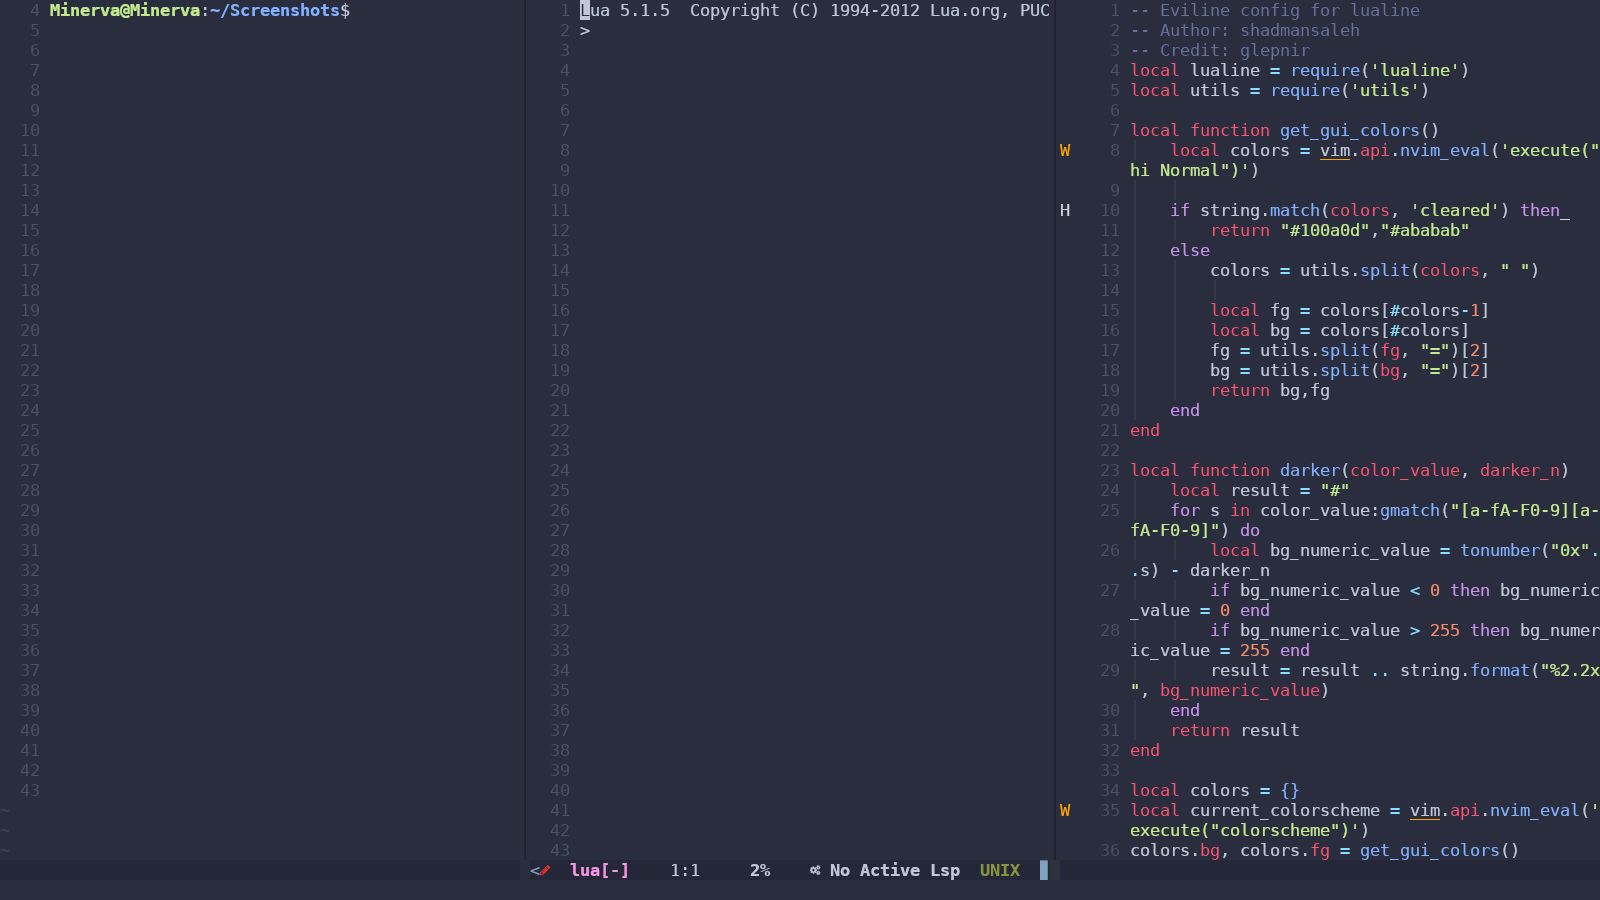 4 Minerva@Minerva:~/Screenshots$
5
6
7
8
9
10
11
12
13
14
15
16
17
18
19
20
21
22
23
24
25
26
27
28
29
30
31
32
33
34
35
36
37
38
39
40
41
42
43
~
~
~
1 Lua 5.1.5  Copyright (C) 1994-2012 Lua.org, PUC
2 >
3
4
5
6
7
8
9
10
11
12
13
14
15
16
17
18
19
20
21
22
23
24
25
26
27
28
29
30
31
32
33
34
35
36
37
38
39
40
41
42
43
1 -- Eviline config for lualine
2 -- Author: shadmansaleh
3 -- Credit: glepnir
4 local lualine = require('lualine')
5 local utils = require('utils')
6
7 local function get_gui_colors()
W 8     local colors = vim.api.nvim_eval('execute("
hi Normal")')
9
H 10     if string.match(colors, 'cleared') then_
11         return "#100a0d","#ababab"
12     else
13         colors = utils.split(colors, " ")
14
15         local fg = colors[#colors-1]
16         local bg = colors[#colors]
17         fg = utils.split(fg, "=")[2]
18         bg = utils.split(bg, "=")[2]
19         return bg,fg
20     end
21 end
22
23 local function darker(color_value, darker_n)
24     local result = "#"
25     for s in color_value:gmatch("[a-fA-F0-9][a-
fA-F0-9]") do
26         local bg_numeric_value = tonumber("0x".
.s) - darker_n
27         if bg_numeric_value < 0 then bg_numeric
_value = 0 end
28         if bg_numeric_value > 255 then bg_numer
ic_value = 255 end
29         result = result .. string.format("%2.2x
", bg_numeric_value)
30     end
31     return result
32 end
33
34 local colors = {}
W 35 local current_colorscheme = vim.api.nvim_eval('
execute("colorscheme")')
36 colors.bg, colors.fg = get_gui_colors()
< lua[-] 1:1 2% No Active Lsp UNIX